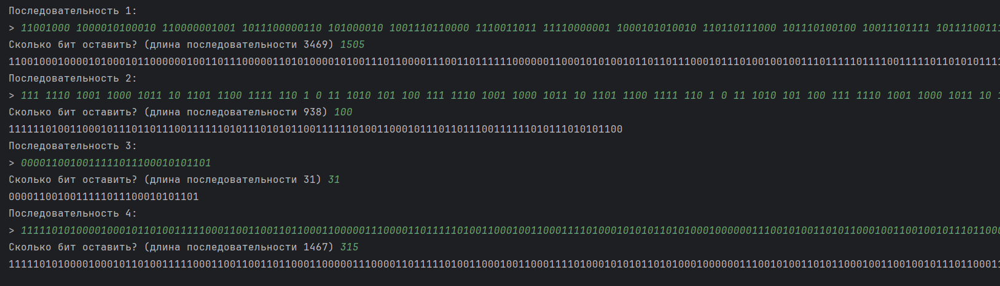 Последовательность 1:
> 11001000 1000010100010 110000001001 1011100000110 101000010 1001110110000 1110011011 11110000001 1000101010010 110110111000 101110100100 10011101111 10111100111
Сколько бит оставить? (длина последовательности 3469) 1505
110010001000010100010110000001001101110000011010100001010011101100001110011011111100000011000101010010110110111000101110100100100111011111011110011111011010101111
Последовательность 2:
> 111 1110 1001 1000 1011 10 1101 1100 1111 110 1 0 11 1010 101 100 111 1110 1001 1000 1011 10 1101 1100 1111 110 1 0 11 1010 101 100 111 1110 1001 1000 1011 10 1
Сколько бит оставить? (длина последовательности 938) 100
1111110100110001011101101110011111101011101010110011111101001100010111011011100111111010111010101100
Последовательность 3:
> 0000110010011111011100010101101
Сколько бит оставить? (длина последовательности 31) 31
0000110010011111011100010101101
Последовательность 4:
> 1111101010000100010110100111110001100110011011000110000011100001101111101001100010011000111101000101010110101000100000011100101001101011000100110010010111011000
Сколько бит оставить? (длина последовательности 1467) 315
111110101000010001011010011111000110011001101100011000001110000110111110100110001001100011110100010101011010100010000001110010100110101100010011001001011101100011